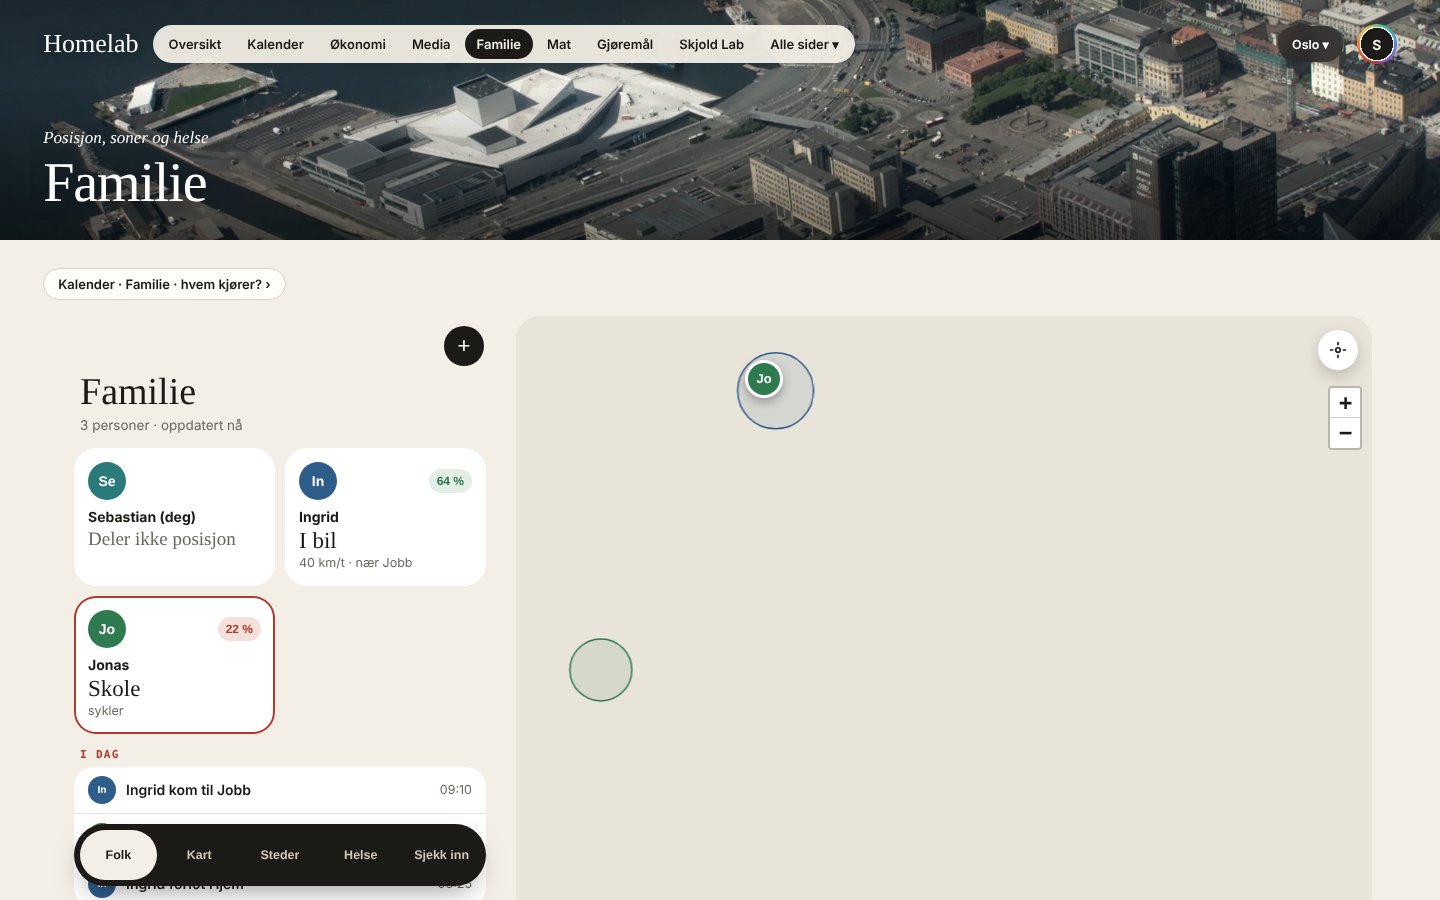 Homelab
Oversikt
Kalender
Økonomi
Media
Familie
Mat
Gjøremål
Skjold Lab
Alle sider ▾
Oslo ▾
S
Posisjon, soner og helse
Familie
Kalender · Familie · hvem kjører? ›
+
Familie
3 personer · oppdatert nå
Se
Sebastian (deg)
Deler ikke posisjon
In
64 %
Ingrid
I bil
40 km/t · nær Jobb
Jo
22 %
Jonas
Skole
sykler
I DAG
In
Ingrid kom til Jobb
09:10
Folk
Kart
Steder
Helse
Sjekk inn
Ingrid forlot Hjem
Jo
+
−